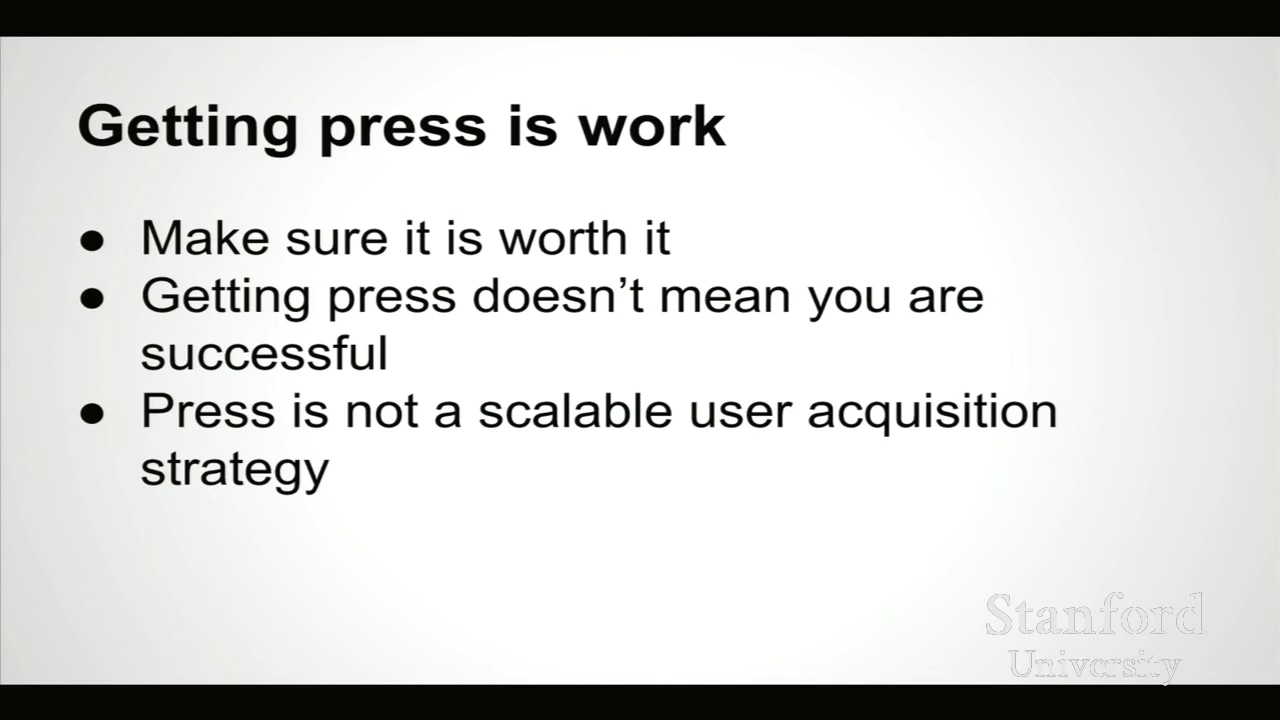 Getting press is work
● Make sure it is worth it
● Getting press doesn’t mean you are
successful
● Press is not a scalable user acquisition
strategy
Stanford
University